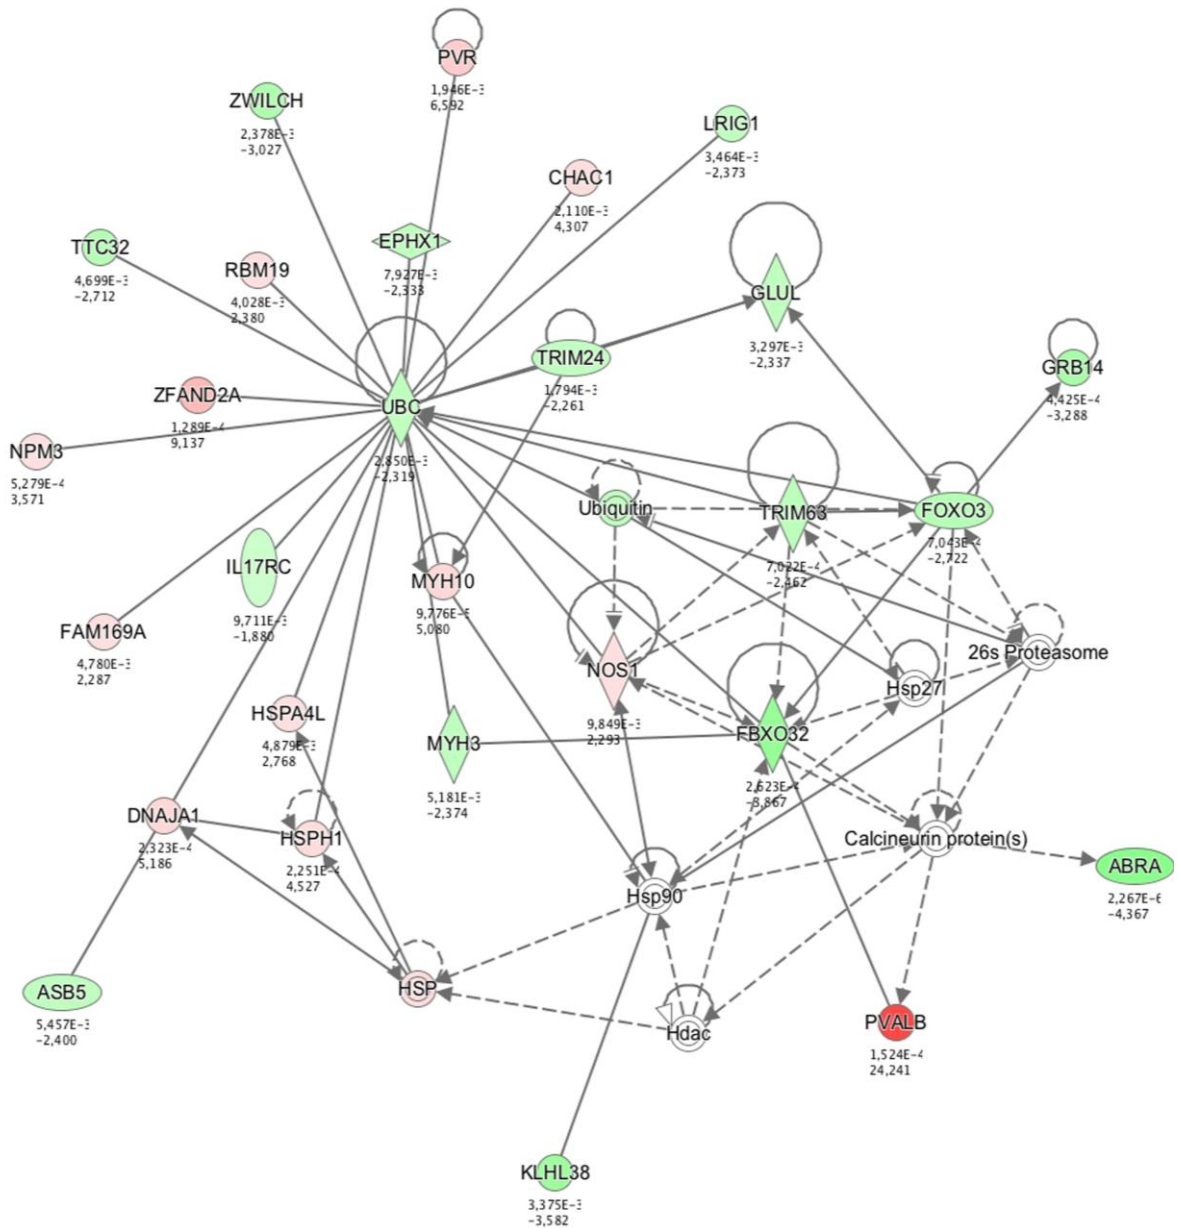 PVR
1,946E-3
6,592
ZWILCH
2,378E-3
-3,027
LRIG1
3,464E-3
-2,373
CHAC1
2,110E-3
4,307
TTC32
4,699E-3
-2,712
EPHX1
7,927E-3
-2,333
RBM19
4,028E-3
2,380
GLUL
3,297E-3
-2,337
TRIM24
1,794E-3
-2,261
GRB14
4,425E-4
-3,288
ZFAND2A
1,289E-4
9,137
UBC
2,850E-3
-2,319
NPM3
5,279E-4
3,571
Ubiquitin
TRIM63
7,022E-4
-2,462
FOXO3
7,043E-4
-2,722
IL17RC
9,711E-3
-1,880
MYH10
9,776E-5
5,080
FAM169A
4,780E-3
2,287
26s Proteasome
NOS1
9,849E-3
2,293
Hsp27
HSPA4L
4,879E-3
2,768
MYH3
5,181E-3
-2,374
FBXO32
2,623E-4
-3,867
DNAJA1
2,323E-4
5,186
HSPH1
2,251E-4
4,527
Calcineurin protein(s)
ABRA
2,267E-6
-4,367
Hsp90
ASB5
5,457E-3
-2,400
HSP
Hdac
PVALB
1,524E-4
24,241
KLHL38
3,375E-3
-3,582